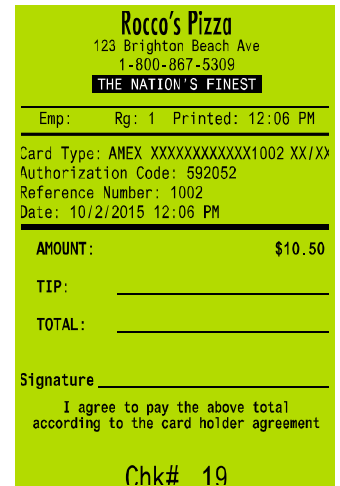 Rocco's Pizza
123 Brighton Beach Ave
1-800-867-5309
THE NATION'S FINEST
Emp: Rg: 1 Printed: 12:06 PM
Card Type: AMEX XXXXXXXXXXXX1002 XX/XX
Authorization Code: 592052
Reference Number: 1002
Date: 10/2/2015 12:06 PM
AMOUNT: $10.50
TIP:
TOTAL:
Signature
I agree to pay the above total
according to the card holder agreement
Chk# 19